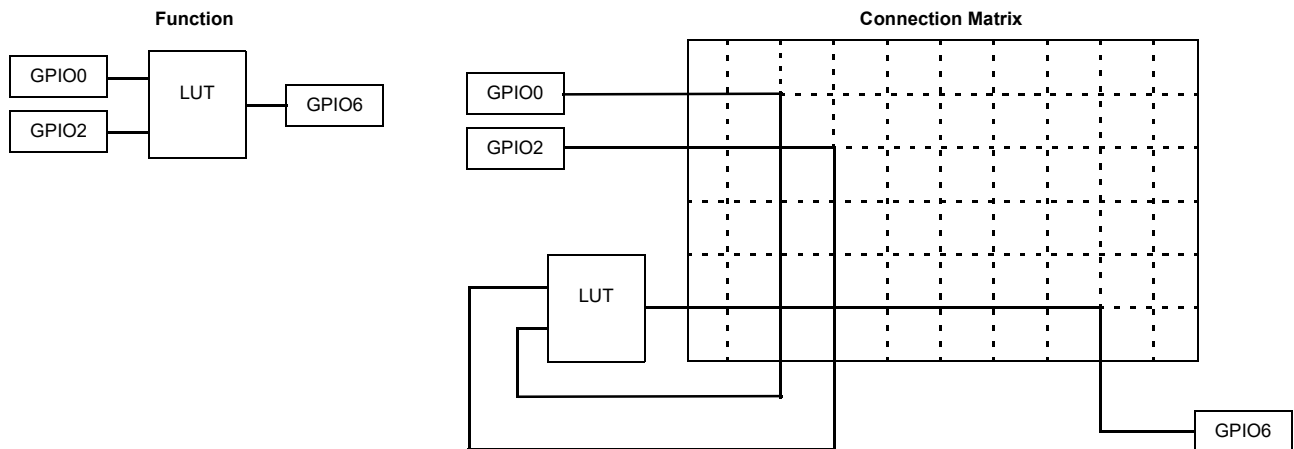 Function
GPIO0
LUT
GPIO2
GPIO6
Connection Matrix
GPIO0
GPIO2
LUT
GPIO6